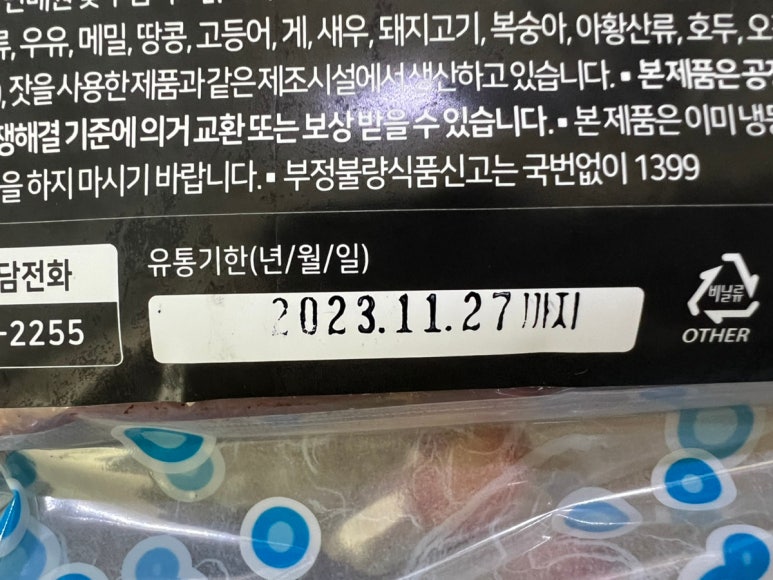 류, 우유, 메밀, 땅콩, 고등어, 게, 새우, 돼지고기, 복숭아, 아황산류, 호두,
잣을 사용한 제품과 같은 제조시설에서 생산하고 있습니다. ▪ 본 제품은
쟁해결 기준에 의거 교환 또는 보상 받을 수 있습니다. ▪ 본 제품은 이미
을 하지 마시기 바랍니다. ▪ 부정불량식품신고는 국번없이 1399
담전화
-2255
유통기한(년/월/일)
2023.11.27까지
비닐류
OTHER